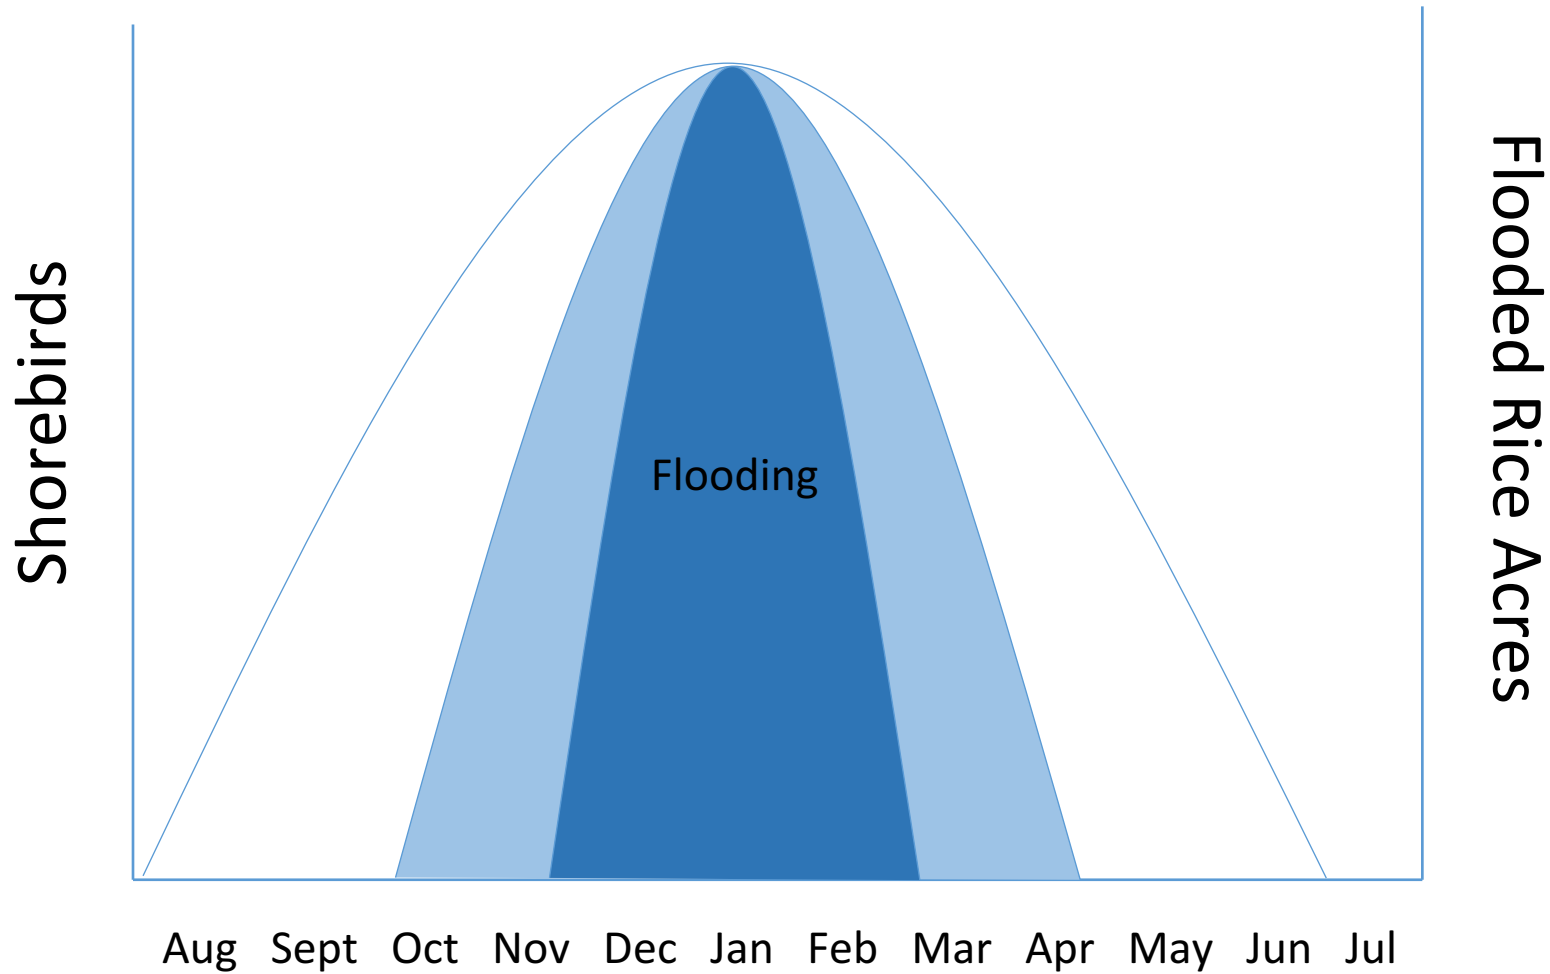 Shorebirds
Flooding
Flooded Rice Acres
Aug Sept Oct Nov Dec Jan Feb Mar Apr May Jun Jul